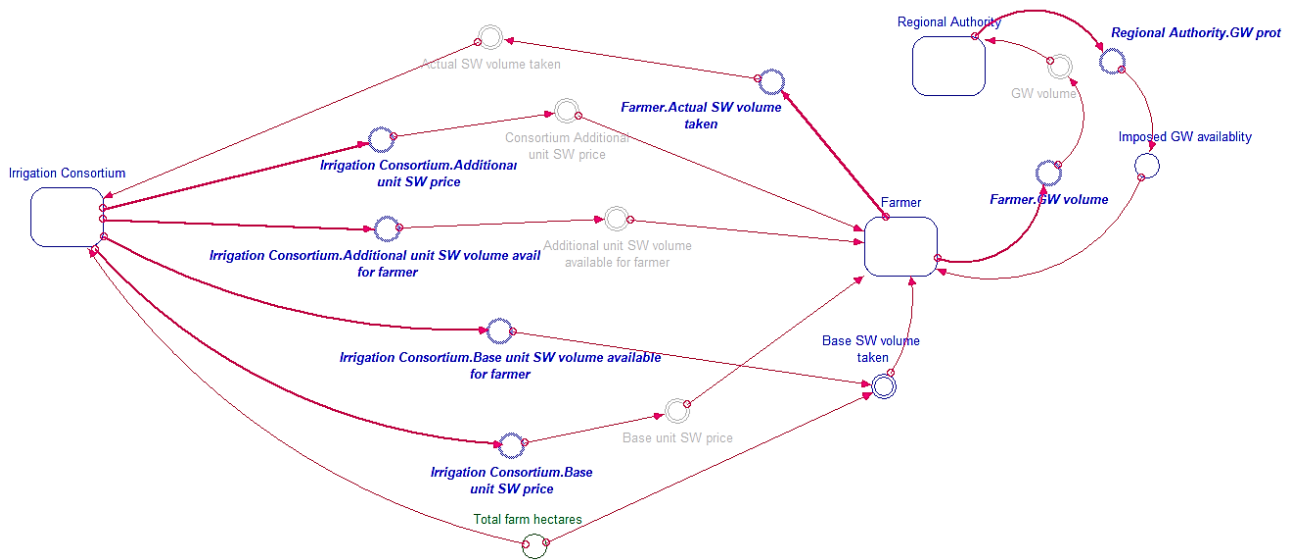 Regional Authority
Regional Authority.GW prot
Actual SW volume taken
GW volume
Farmer.Actual SW volume
taken
Consortium Additional
unit SW price
Imposed GW availablity
Irrigation Consortium.Additional
unit SW price
Irrigation Consortium
Farmer
Farmer.GW volume
Irrigation Consortium.Additional unit SW volume avail
for farmer
Additional unit SW volume
available for farmer
Base SW volume
taken
Irrigation Consortium.Base unit SW volume available
for farmer
Base unit SW price
Irrigation Consortium.Base
unit SW price
Total farm hectares